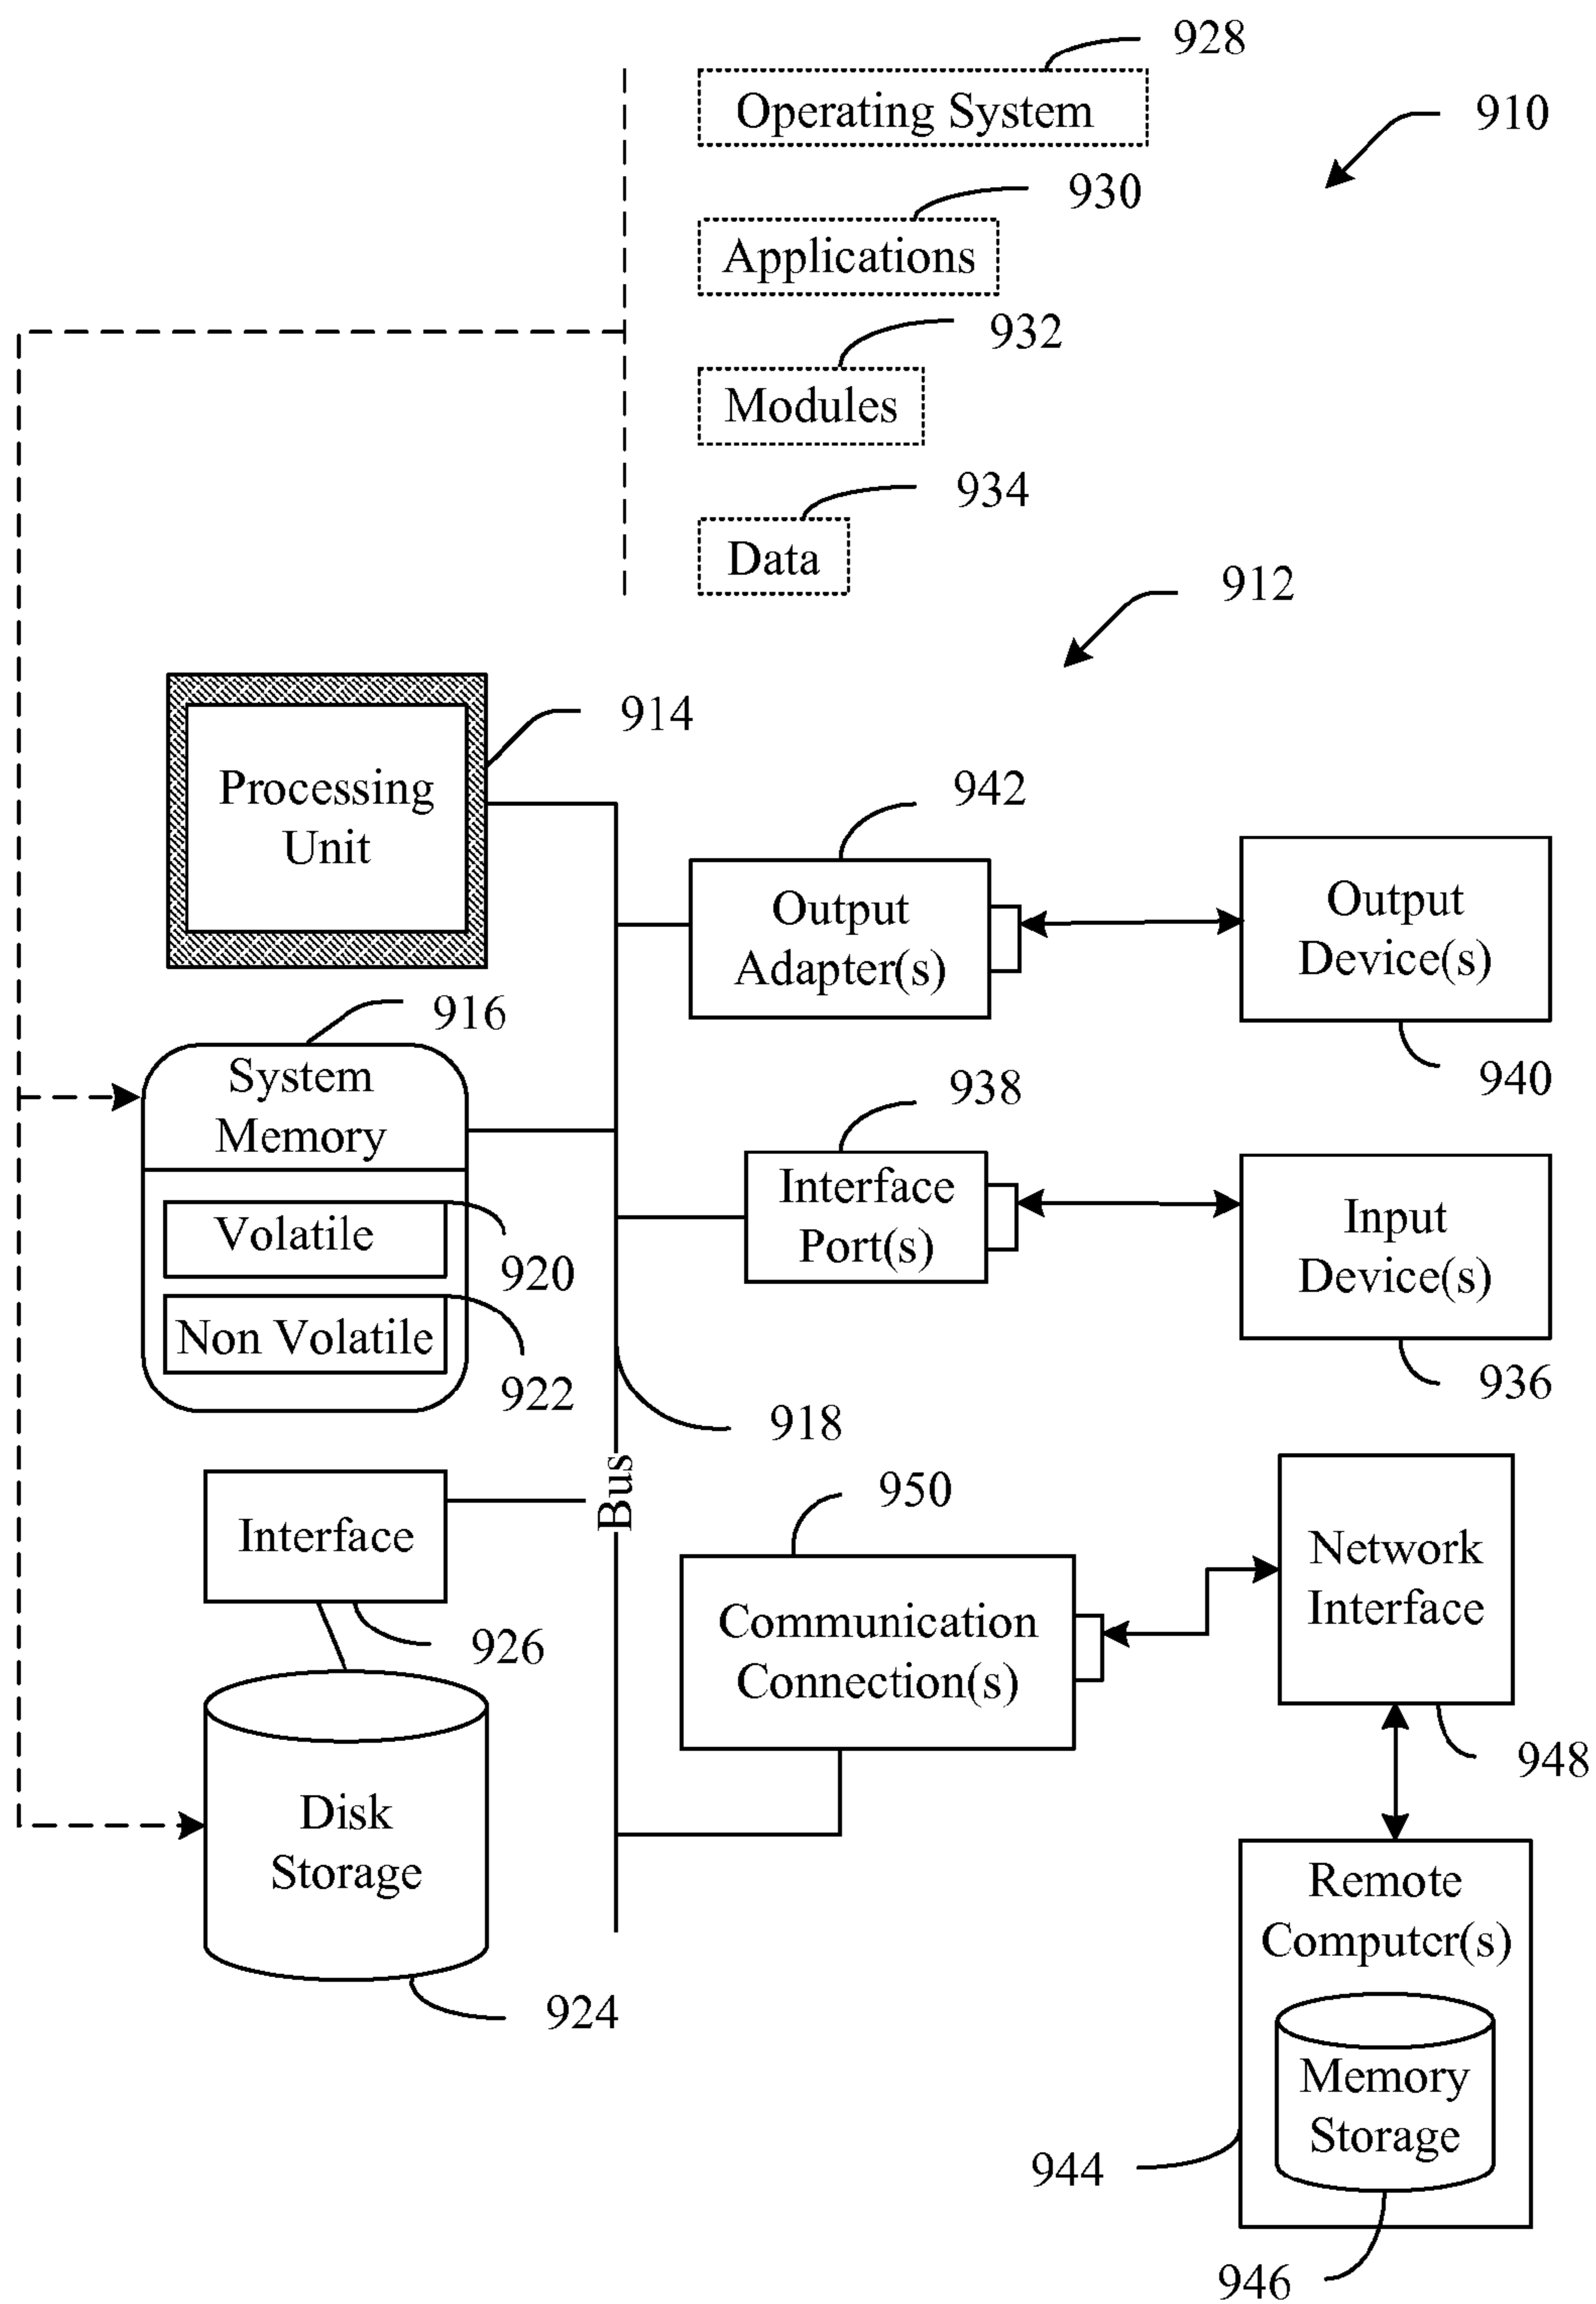 928
Operating System
910
930
Applications
932
Modules
934
Data
912
914
Processing
Unit
942
Output
Adapter(s)
Output
Device(s)
940
916
System
Memory
938
Interface
Port(s)
Input
Device(s)
936
Volatile
920
Non Volatile
922
918
Bus
Interface
926
950
Communication
Connection(s)
Network
Interface
948
Disk
Storage
924
Remote
Computer(s)
Memory
Storage
944
946